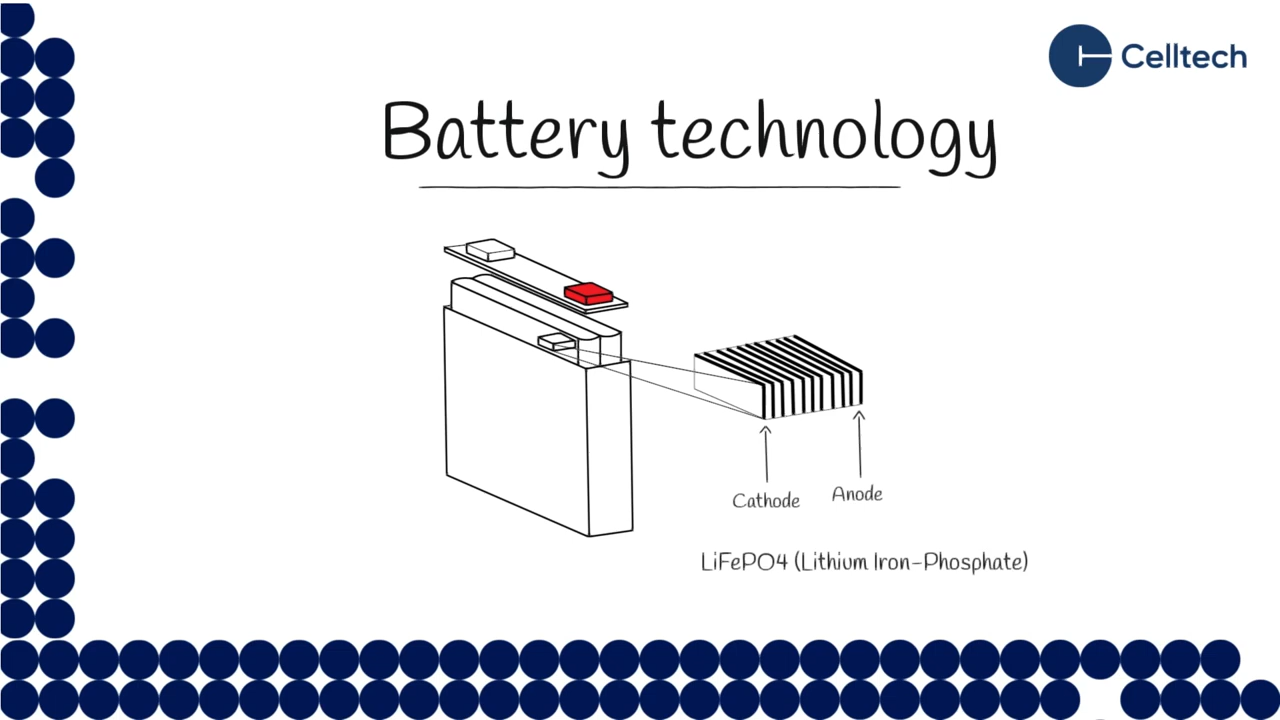 Celltech
Battery technology
Cathode
Anode
LiFePO4 (Lithium Iron-Phosphate)